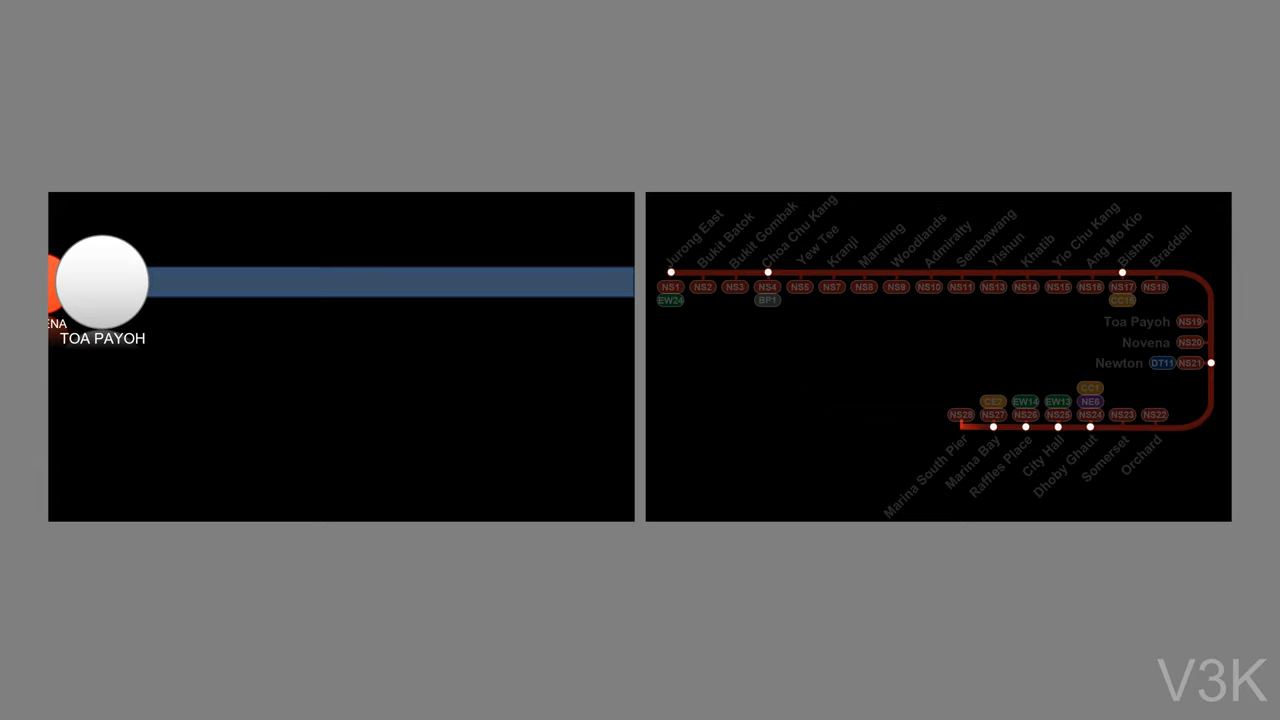 ENA
TOA PAYOH
Jurong East
Bukit Batok
Bukit Gombak
Choa Chu Kang
Yew Tee
Kranji
Marsiling
Woodlands
Admiralty
Sembawang
Yishun
Khatib
Yio Chu Kang
Ang Mo Kio
Bishan
Braddell
NS1 NS2 NS3 NS4 NS5 NS7 NS8 NS9 NS10 NS11 NS13 NS14 NS15 NS16 NS17 NS18
EW24 BP1 CC15
Toa Payoh NS19
Novena NS20
Newton DT11 NS21
CC1
CE2 EW14 EW13 NE6
NS28 NS27 NS26 NS25 NS24 NS23 NS22
Marina South Pier
Marina Bay
Raffles Place
City Hall
Dhoby Ghaut
Somerset
Orchard
V3K